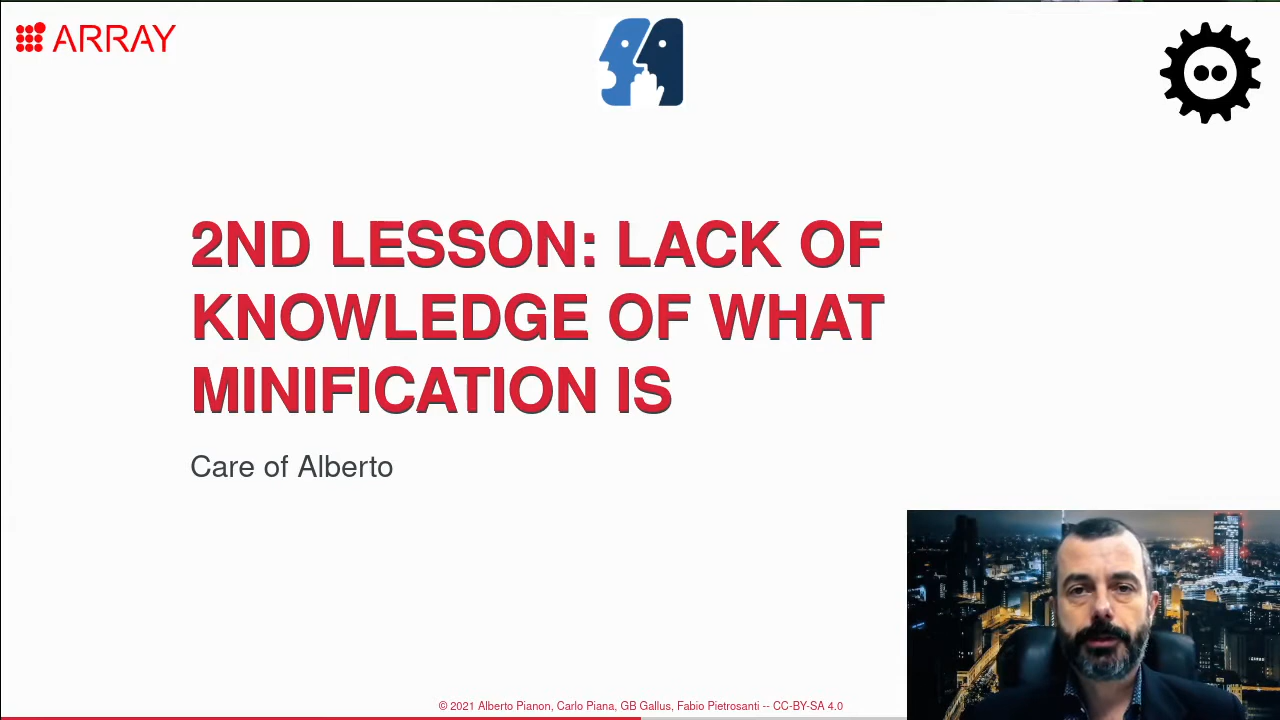 ARRAY
2ND LESSON: LACK OF
KNOWLEDGE OF WHAT
MINIFICATION IS
Care of Alberto
© 2021 Alberto Pianon, Carlo Piana, GB Gallus, Fabio Pietrosanti -- CC-BY-SA 4.0